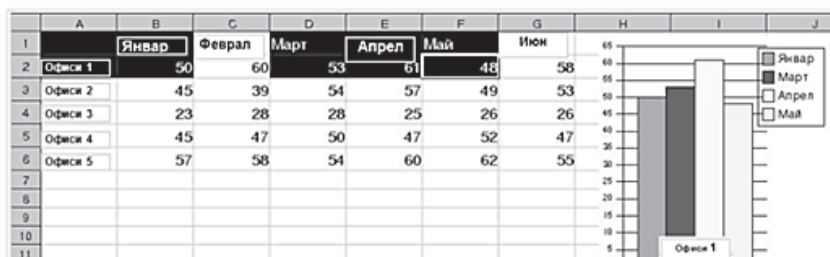 A B C D E F G H I J
1 Январ Феврал Март Апрел Май Июн
2 Офиси 1 50 60 53 61 48 58
3 Офиси 2 45 39 54 57 49 53
4 Офиси 3 23 28 28 25 26 26
5 Офиси 4 45 47 50 47 52 47
6 Офиси 5 57 58 54 60 62 55
7
8
9
10
11
65
60
55
50
45
40
35
30
25
20
15
10
5
Офиси 1
Январ
Март
Апрел
Май